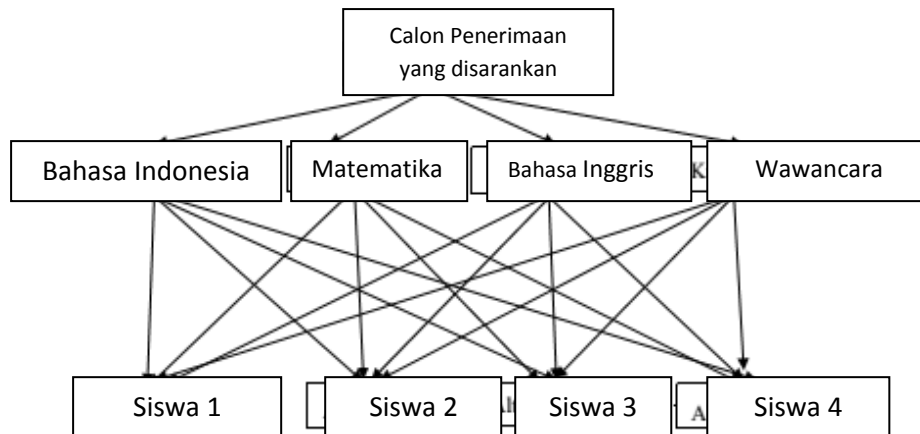 Calon Penerimaan
yang disarankan
Bahasa Indonesia
Matematika
Bahasa Inggris
K
Wawancara
Siswa 1
Siswa 2
Siswa 3
A
Siswa 4